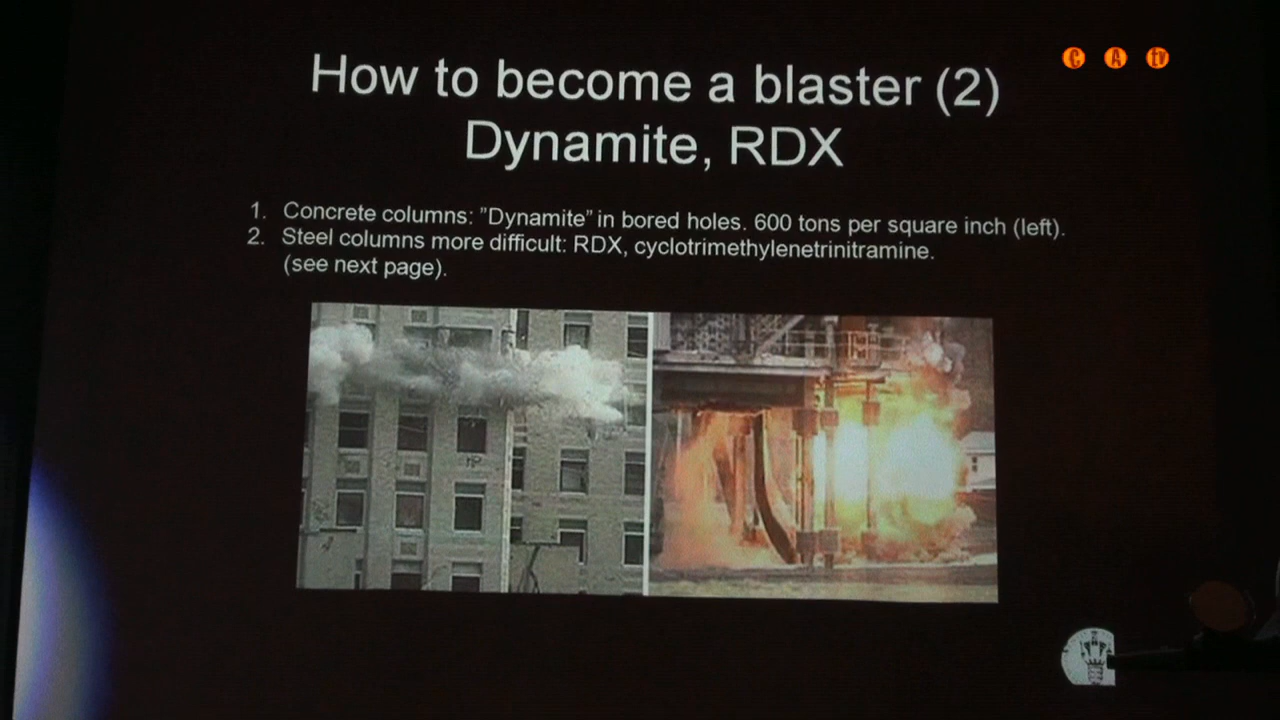 C A tv
How to become a blaster (2)
Dynamite, RDX
1. Concrete columns: "Dynamite" in bored holes. 600 tons per square inch (left).
2. Steel columns more difficult: RDX, cyclotrimethylenetrinitramine.
(see next page).